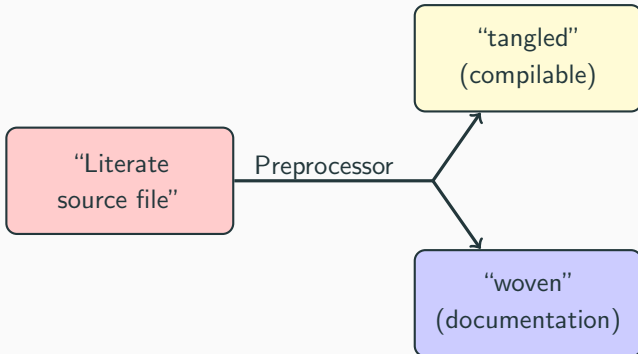 “tangled”
(compilable)
“Literate
source file”
Preprocessor
“woven”
(documentation)